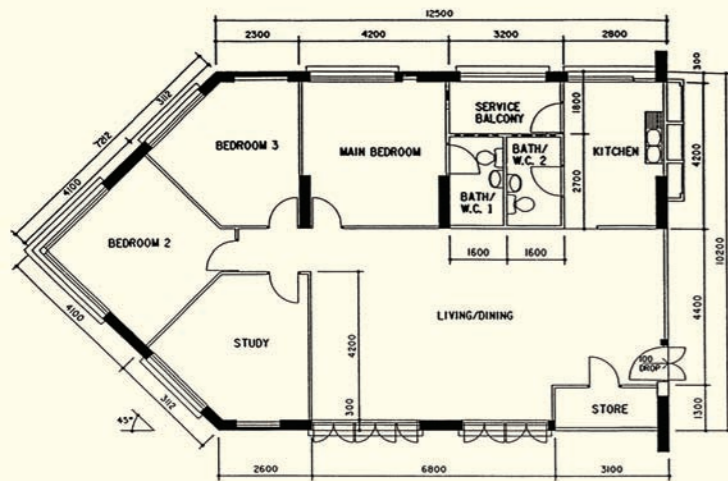 12500
2300
4200
3200
2800
300
3112
7212
4100
BEDROOM 3
MAIN BEDROOM
SERVICE
BALCONY
1800
KITCHEN
4200
BATH/
W.C. 2
2700
BATH/
W.C. 1
BEDROOM 2
1600
1600
10200
4100
LIVING/DINING
4400
STUDY
4200
100
DROP
3112
300
STORE
1300
45°
2600
6800
3100